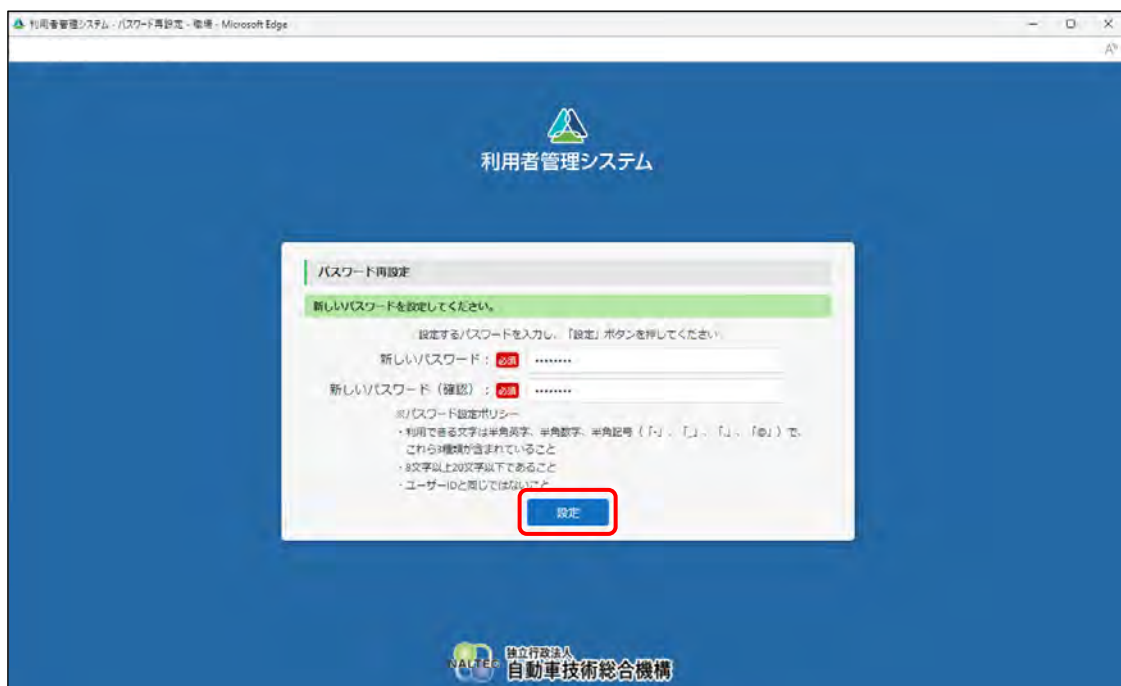 利用者管理システム - パスワード再設定 - 環境 - Microsoft Edge
利用者管理システム
パスワード再設定
新しいパスワードを設定してください。
設定するパスワードを入力し、「設定」ボタンを押してください
新しいパスワード： 必須 ••••••••
新しいパスワード（確認）： 必須 ••••••••
※パスワード設定ポリシー
・利用できる文字は半角英字、半角数字、半角記号（「-」、「_」、「.」、「@」）で、
これら3種類が含まれていること
・8文字以上20文字以下であること
・ユーザーIDと同じではないこと
設定
NALTEC 独立行政法人
自動車技術総合機構